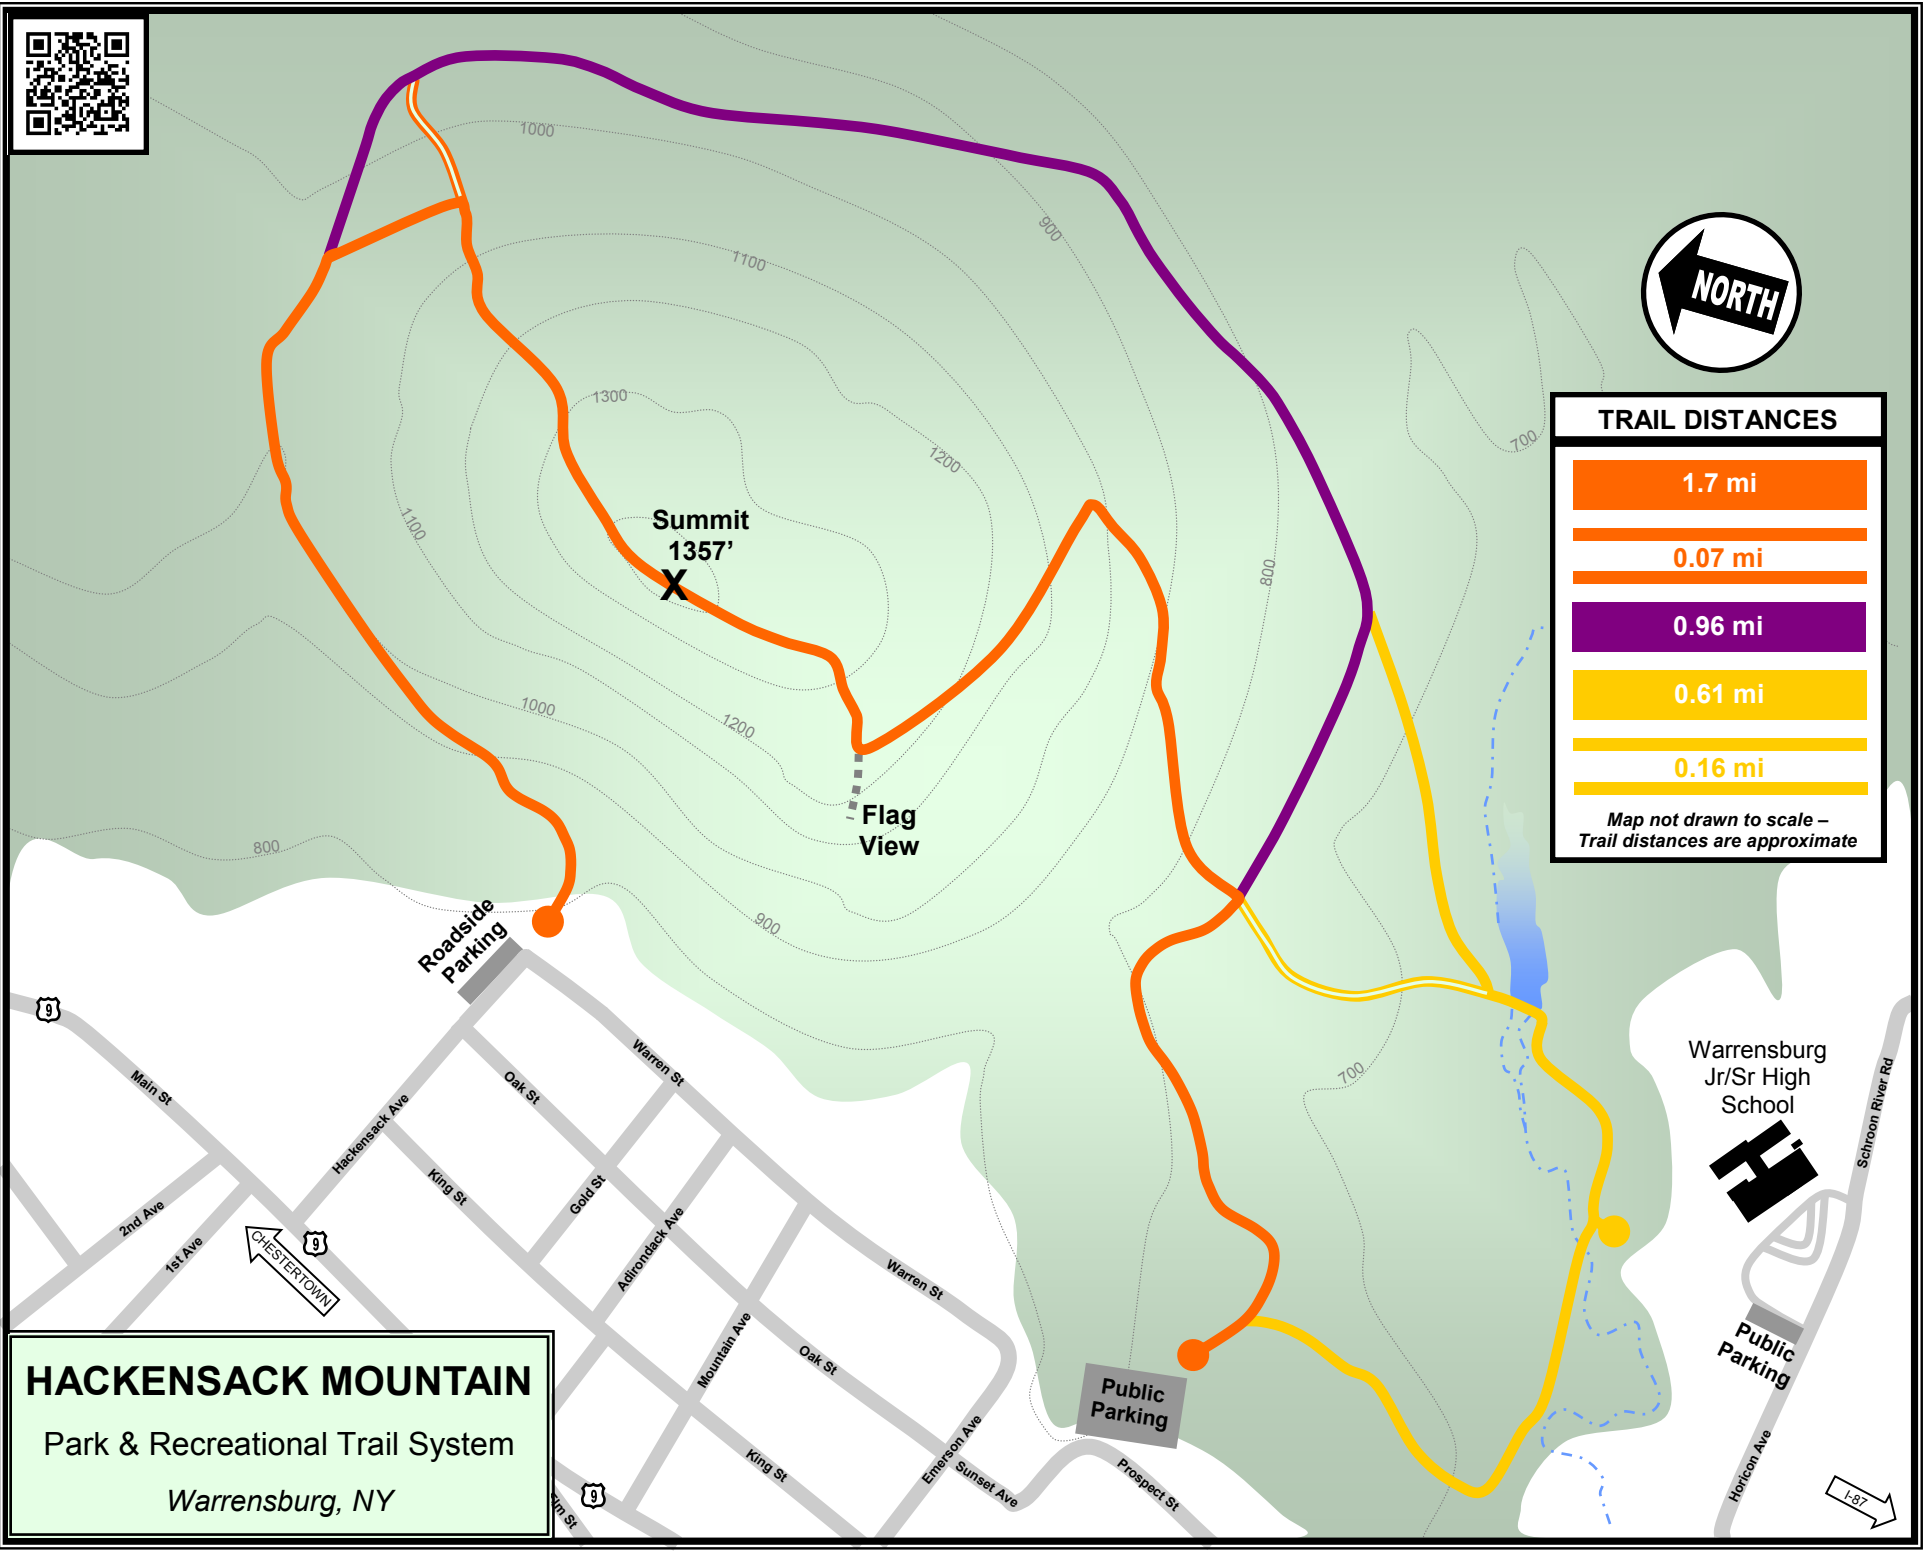 1000
900
1100
NORTH
TRAIL DISTANCES
1.7 mi
0.07 mi
0.96 mi
0.61 mi
0.16 mi
Map not drawn to scale –
Trail distances are approximate
700
1300
1200
1100
Summit
1357’
X
800
1000
1200
Flag
View
800
900
Roadside
Parking
9
700
Warrensburg
Jr/Sr High
School
Schroon River Rd
Main St
Hackensack Ave
Oak St
Warren St
King St
Gold St
2nd Ave
1st Ave
9
CHESTERTOWN
Adirondack Ave
Warren St
Mountain Ave
Oak St
Public
Parking
Public
Parking
HACKENSACK MOUNTAIN
Park & Recreational Trail System
Warrensburg, NY
Elm St
9
King St
Emerson Ave
Sunset Ave
Prospect St
Horicon Ave
I-87